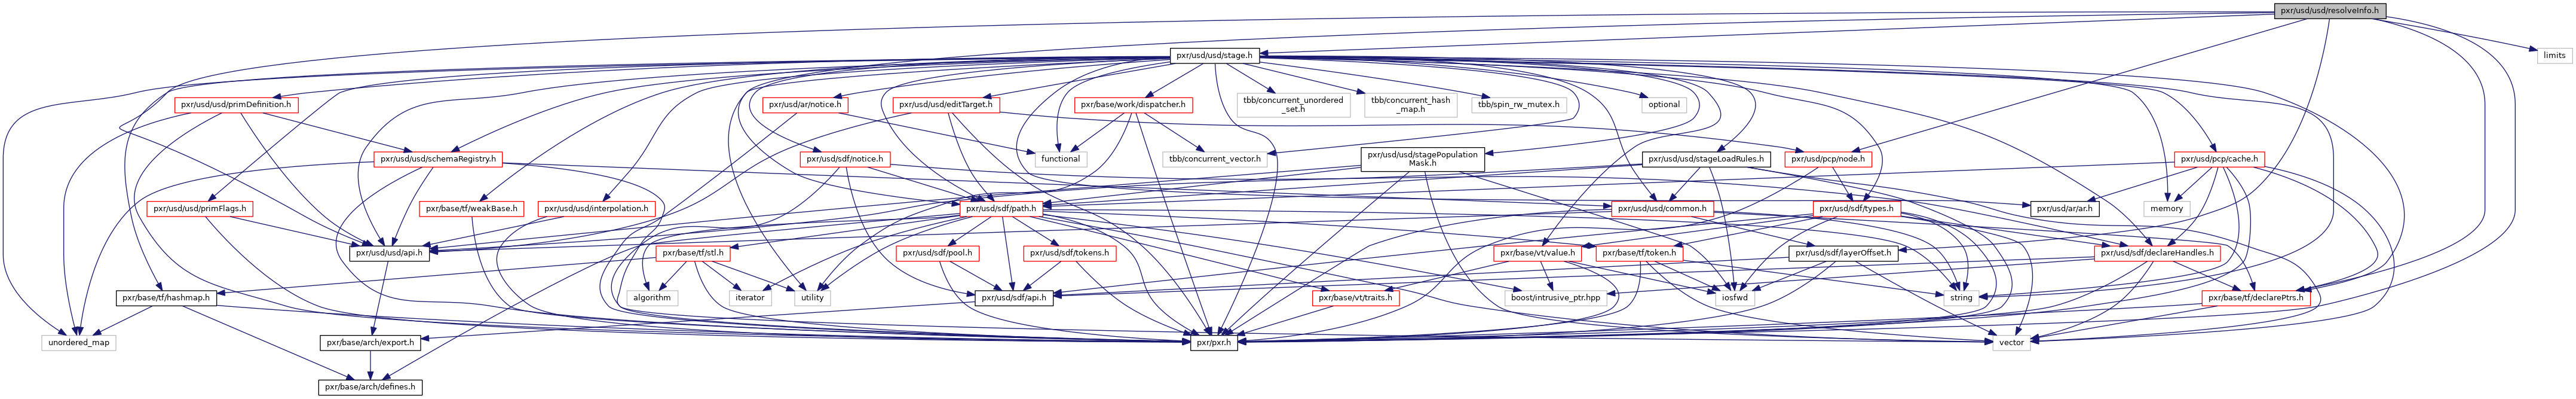 pxr/usd/usd/resolveInfo.h
pxr/usd/usd/stage.h
limits
pxr/usd/usd/primDefinition.h
pxr/usd/ar/notice.h
pxr/usd/usd/editTarget.h
pxr/base/work/dispatcher.h
tbb/concurrent_unordered
_set.h
tbb/concurrent_hash
_map.h
tbb/spin_rw_mutex.h
optional
pxr/usd/usd/schemaRegistry.h
pxr/usd/sdf/notice.h
functional
tbb/concurrent_vector.h
pxr/usd/usd/stagePopulation
Mask.h
pxr/usd/usd/stageLoadRules.h
pxr/usd/pcp/node.h
pxr/usd/pcp/cache.h
pxr/usd/usd/primFlags.h
pxr/base/tf/weakBase.h
pxr/usd/usd/interpolation.h
pxr/usd/sdf/path.h
pxr/usd/usd/common.h
pxr/usd/sdf/types.h
pxr/usd/ar/ar.h
memory
pxr/usd/usd/api.h
pxr/base/tf/stl.h
pxr/usd/sdf/pool.h
pxr/usd/sdf/tokens.h
pxr/base/vt/value.h
pxr/base/tf/token.h
pxr/usd/sdf/layerOffset.h
pxr/usd/sdf/declareHandles.h
pxr/base/tf/hashmap.h
algorithm
iterator
utility
pxr/usd/sdf/api.h
pxr/base/vt/traits.h
boost/intrusive_ptr.hpp
iosfwd
string
pxr/base/tf/declarePtrs.h
unordered_map
pxr/base/arch/export.h
pxr/pxr.h
vector
pxr/base/arch/defines.h